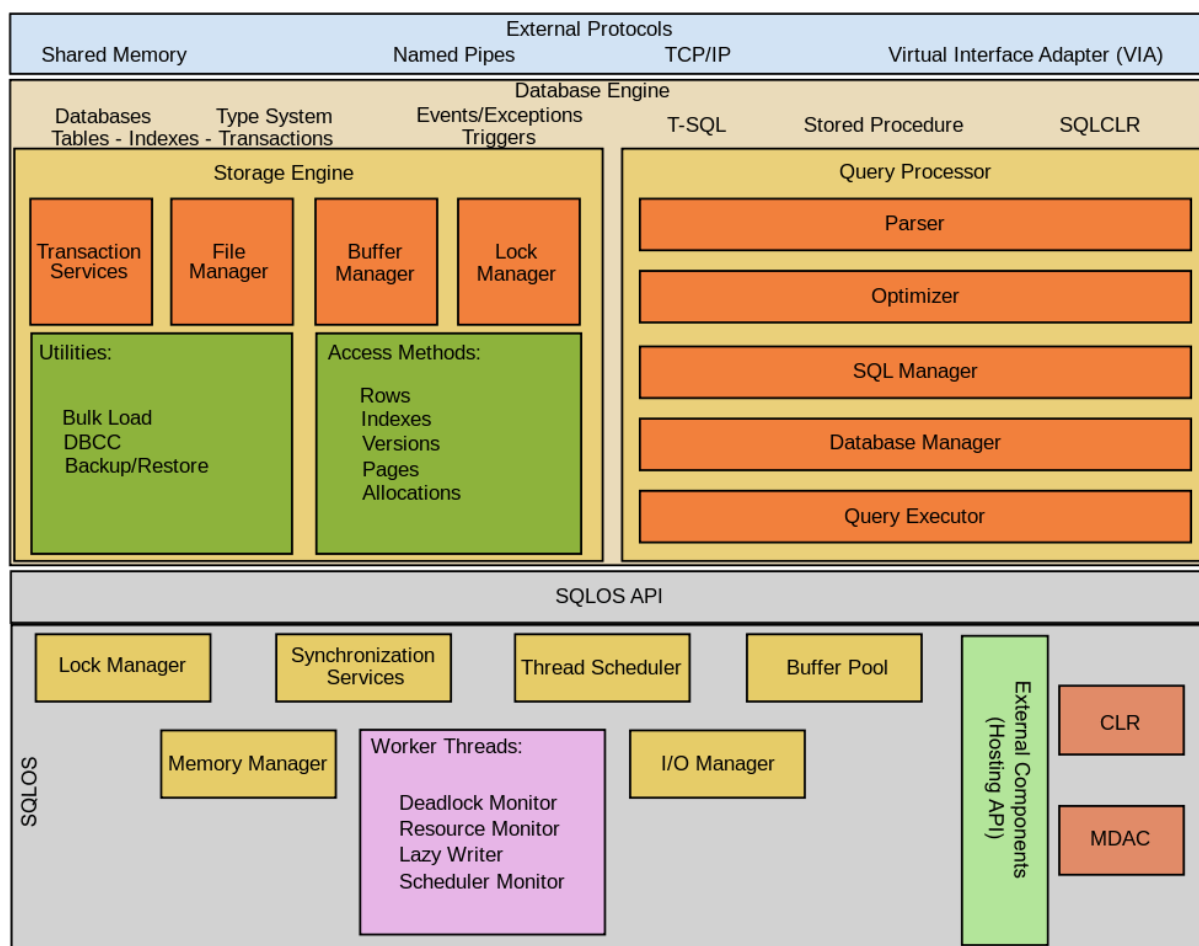 External Protocols
Shared Memory
Named Pipes
TCP/IP
Virtual Interface Adapter (VIA)
Database Engine
Databases
Type System
Tables - Indexes - Transactions
Events/Exceptions
Triggers
T-SQL
Stored Procedure
SQLCLR
Storage Engine
Transaction
Services
File
Manager
Buffer
Manager
Lock
Manager
Utilities:
Bulk Load
DBCC
Backup/Restore
Access Methods:
Rows
Indexes
Versions
Pages
Allocations
Query Processor
Parser
Optimizer
SQL Manager
Database Manager
Query Executor
SQLOS API
SQLOS
Lock Manager
Synchronization
Services
Thread Scheduler
Buffer Pool
Memory Manager
Worker Threads:
Deadlock Monitor
Resource Monitor
Lazy Writer
Scheduler Monitor
I/O Manager
External Components
(Hosting API)
CLR
MDAC